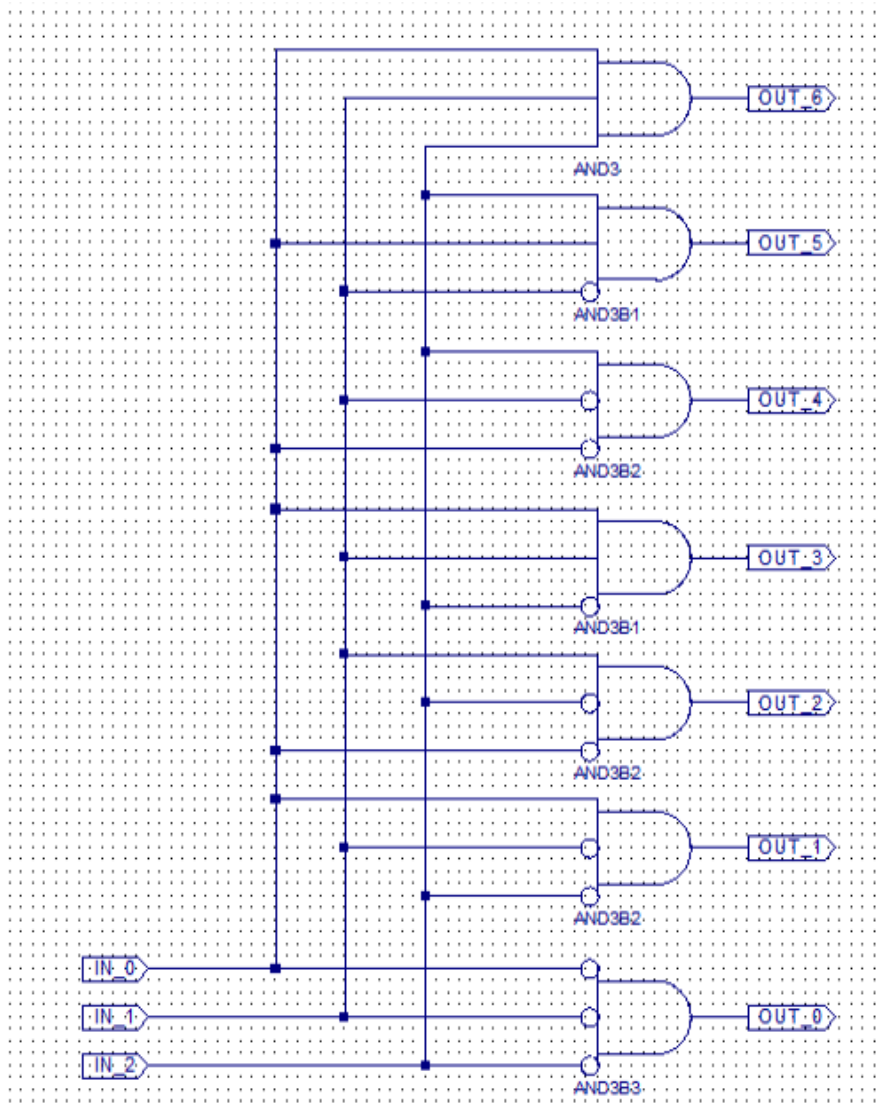 OUT_6
AND3
OUT_5
AND3B1
OUT_4
AND3B2
OUT_3
AND3B1
OUT_2
AND3B2
OUT_1
AND3B2
IN_0
IN_1
OUT_0
IN_2
AND3B3